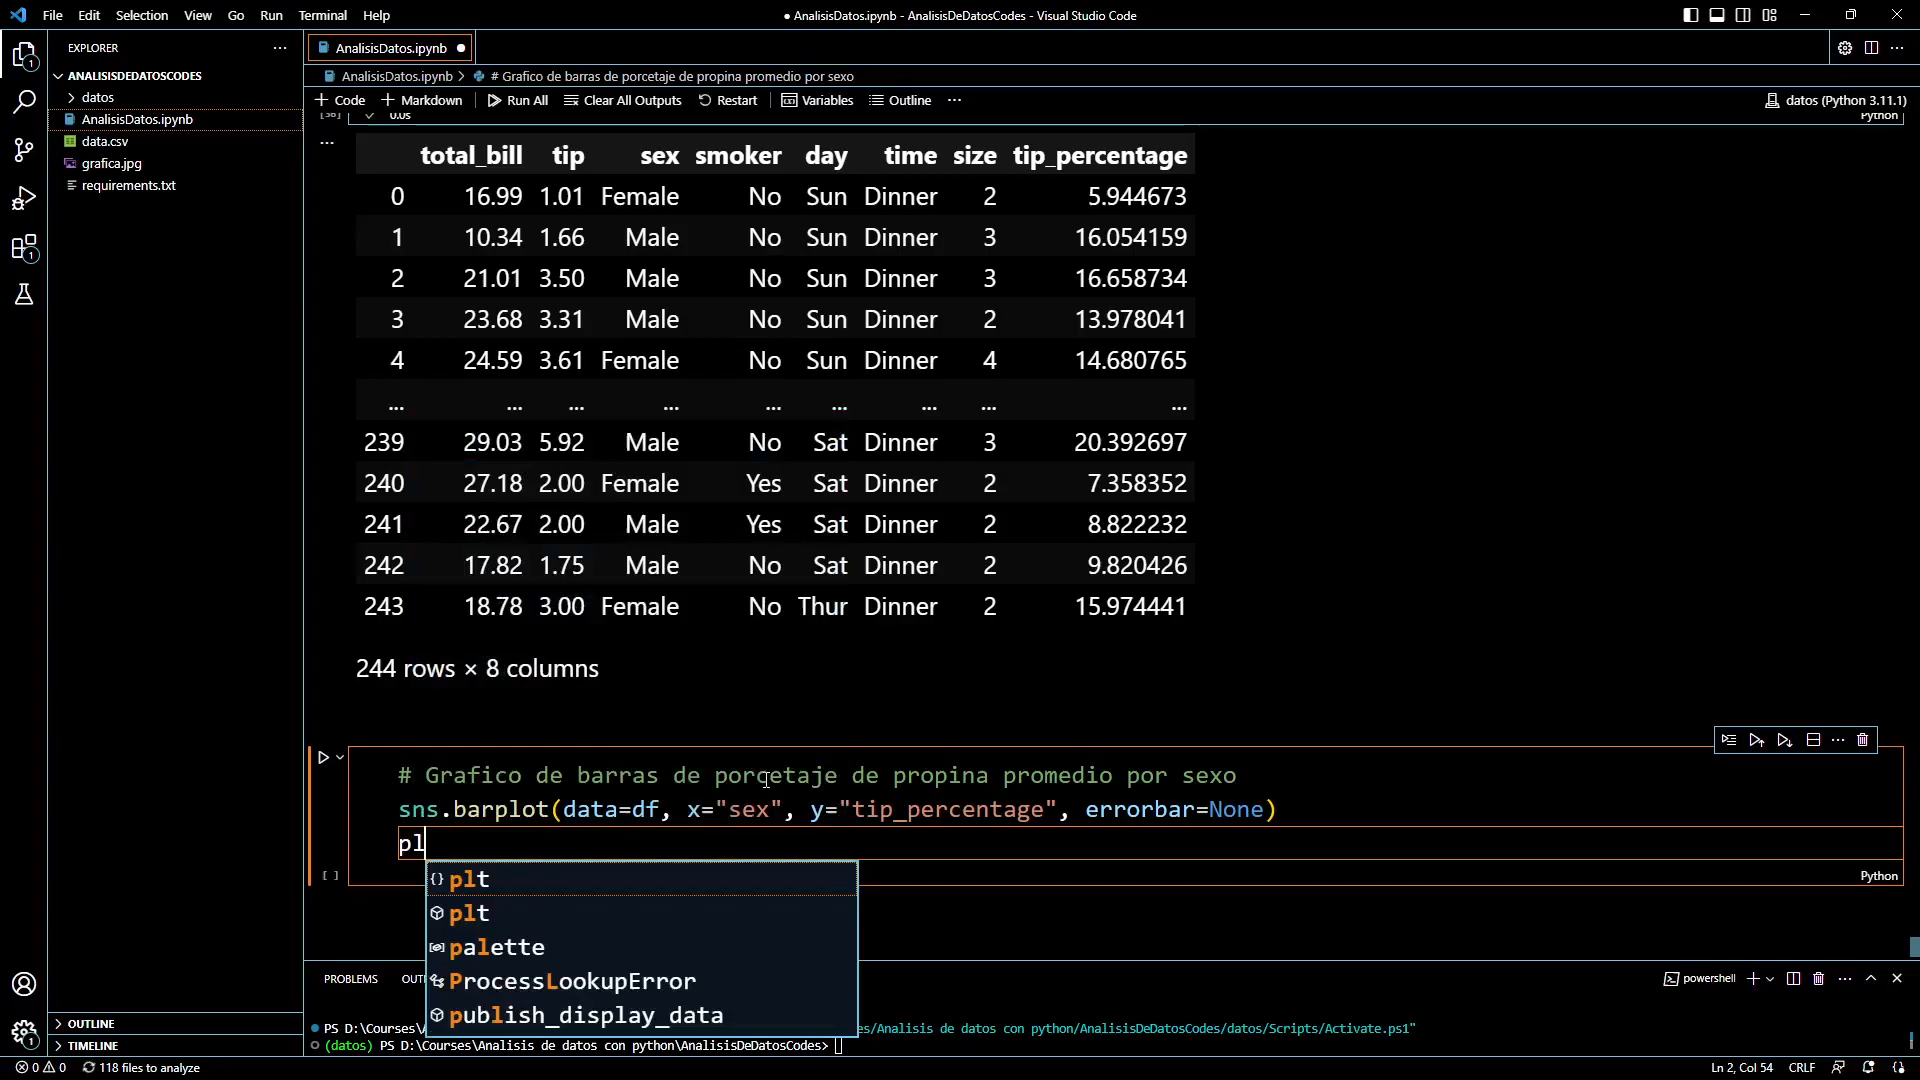 File Edit Selection View Go Run Terminal Help
● AnalisisDatos.ipynb - AnalisisDeDatosCodes - Visual Studio Code
EXPLORER ...
ANALISISDEDATOSCODES
datos
AnalisisDatos.ipynb
data.csv
grafica.jpg
requirements.txt
AnalisisDatos.ipynb ●
AnalisisDatos.ipynb > # Grafico de barras de porcetaje de propina promedio por sexo
+ Code + Markdown Run All Clear All Outputs Restart Variables Outline ...
datos (Python 3.11.1)
[36] ✓ 0.0s
Python
...
total_bill tip sex smoker day time size tip_percentage
0 16.99 1.01 Female No Sun Dinner 2 5.944673
1 10.34 1.66 Male No Sun Dinner 3 16.054159
2 21.01 3.50 Male No Sun Dinner 3 16.658734
3 23.68 3.31 Male No Sun Dinner 2 13.978041
4 24.59 3.61 Female No Sun Dinner 4 14.680765
... ... ... ... ... ... ... ... ...
239 29.03 5.92 Male No Sat Dinner 3 20.392697
240 27.18 2.00 Female Yes Sat Dinner 2 7.358352
241 22.67 2.00 Male Yes Sat Dinner 2 8.822232
242 17.82 1.75 Male No Sat Dinner 2 9.820426
243 18.78 3.00 Female No Thur Dinner 2 15.974441
244 rows × 8 columns
# Grafico de barras de porcetaje de propina promedio por sexo
sns.barplot(data=df, x="sex", y="tip_percentage", errorbar=None)
pl
[ ]
Python
plt
plt
palette
ProcessLookupError
publish_display_data
PROBLEMS OUT
powershell
PS D:\Courses\
es/Analisis de datos con python/AnalisisDeDatosCodes/datos/Scripts/Activate.ps1"
(datos) PS D:\Courses\Analisis de datos con python\AnalisisDeDatosCodes>
OUTLINE
TIMELINE
0 0 118 files to analyze
Ln 2, Col 54 CRLF
1
1
1